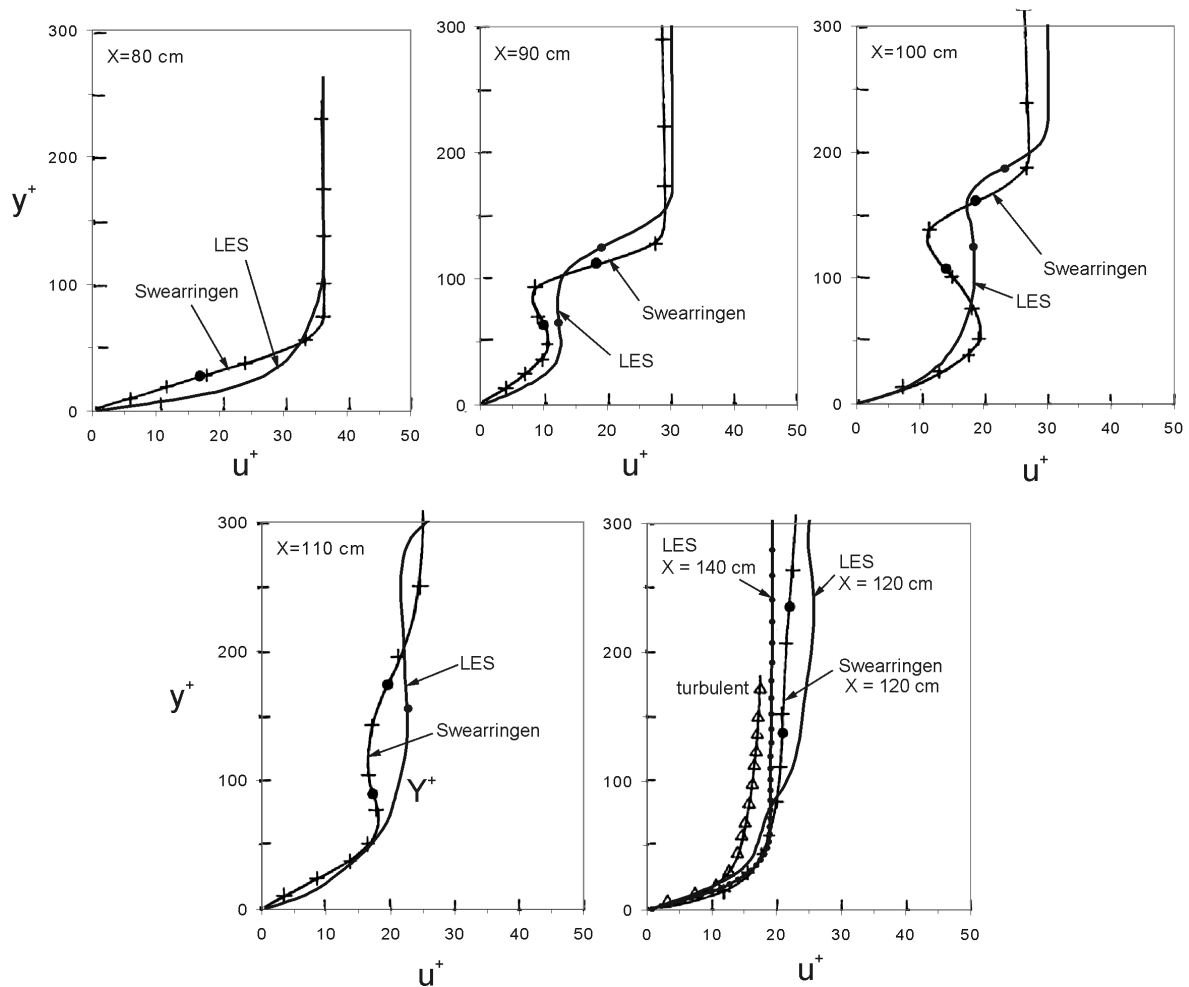 300
X=80 cm
200
y+
LES
Swearringen
100
0
0 10 20 30 40 50
u+
300
X=90 cm
200
100
Swearringen
LES
0
0 10 20 30 40 50
u+
300
X=100 cm
200
Swearringen
100
LES
0
0 10 20 30 40 50
u+
300
X=110 cm
200
y+
LES
Swearringen
100
Y+
0
0 10 20 30 40 50
u+
300
LES
X = 140 cm
LES
X = 120 cm
200
Swearringen
X = 120 cm
turbulent
100
0
0 10 20 30 40 50
u+